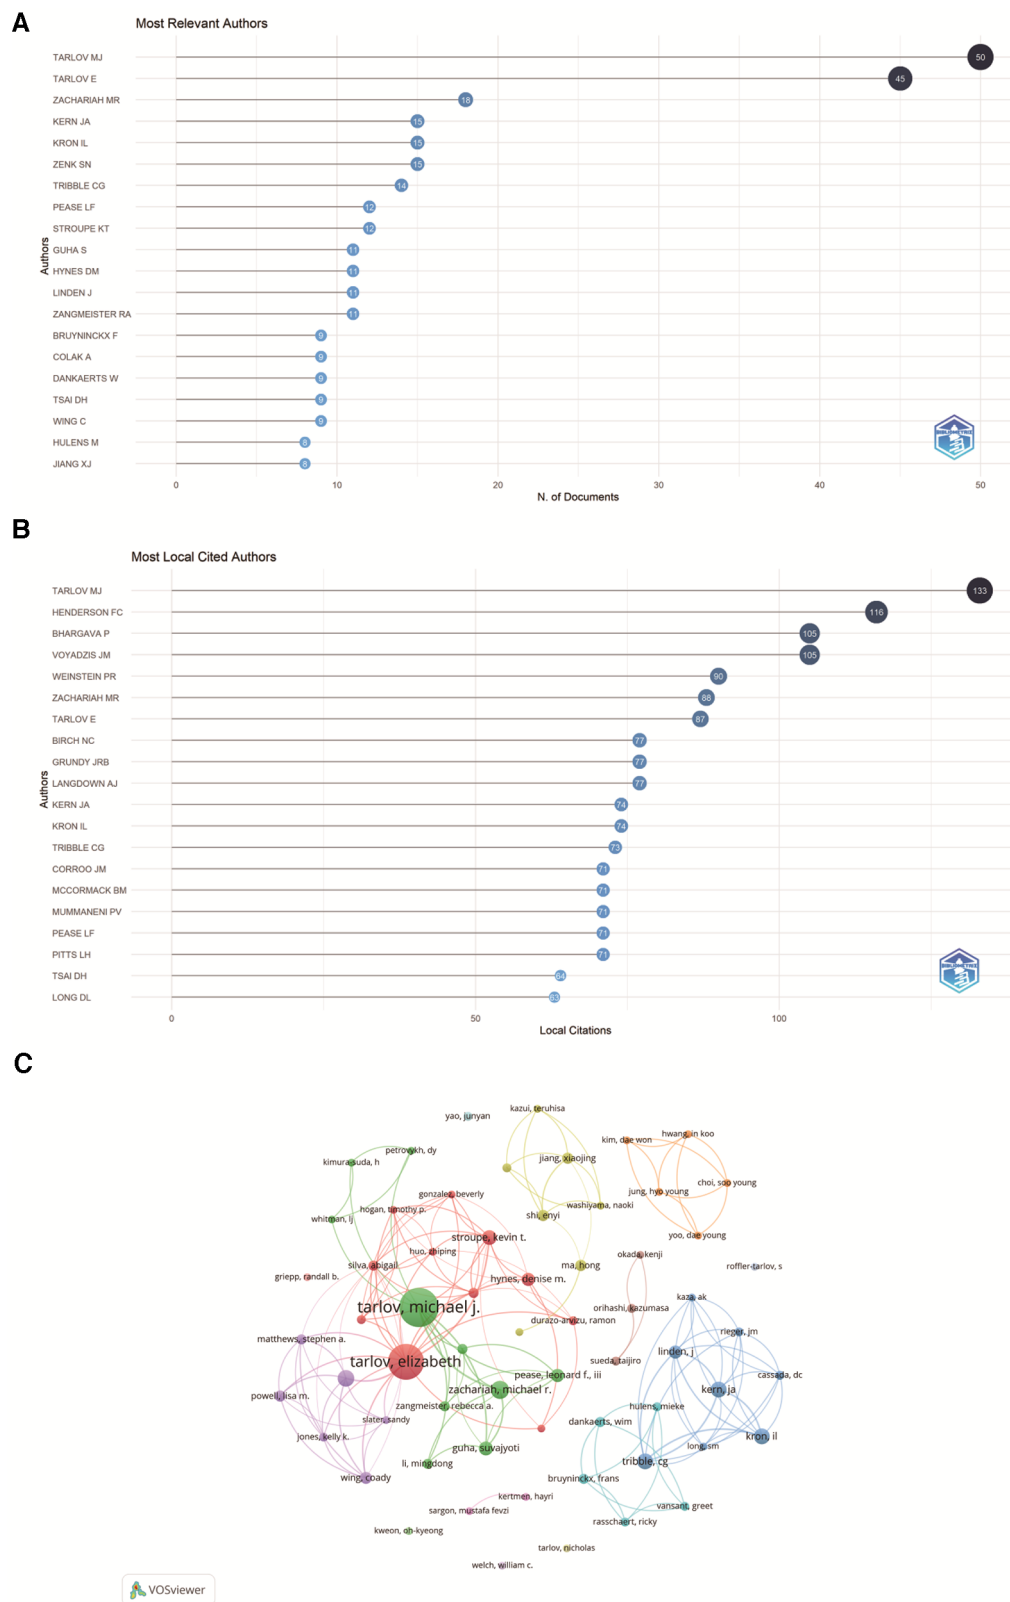 A
Most Relevant Authors
TARLOV MJ 50
TARLOV E 45
ZACHARIAH MR 18
KERN JA 15
KRON IL 15
ZENK SN 15
TRIBBLE CG 14
PEASE LF 12
STROUPE KT 12
GUHA S 11
HYNES DM 11
LINDEN J 11
ZANGMEISTER RA 11
BRUYNINCKX F 9
COLAK A 9
DANKAERTS W 9
TSAI DH 9
WING C 9
HULENS M 8
JIANG XJ 8
Authors
BIBLIOMETRIX
0 10 20 30 40 50
N. of Documents
B
Most Local Cited Authors
TARLOV MJ 133
HENDERSON FC 116
BHARGAVA P 105
VOYADZIS JM 105
WEINSTEIN PR 90
ZACHARIAH MR 88
TARLOV E 87
BIRCH NC 77
GRUNDY JRB 77
LANGDOWN AJ 77
KERN JA 74
KRON IL 74
TRIBBLE CG 73
CORROO JM 71
MCCORMACK BM 71
MUMMANENI PV 71
PEASE LF 71
PITTS LH 71
TSAI DH 64
LONG DL 63
Authors
BIBLIOMETRIX
0 50 100
Local Citations
C
kazui, teruhisa
yao, junyan
hwang, in koo
kim, dae won
petrovykh, dy
jiang, xiaojing
kimura-suda, h
choi, soo young
jung, hyo young
gonzalez, beverly
washiyama, naoki
hogan, timothy p.
shi, enyi
whitman, lj
yoo, dae young
stroupe, kevin t.
huo, zhiping
okada, kenji
silva, abigail
ma, hong
roffler-tarlov, s
griepp, randall b.
hynes, denise m.
kaza, ak
tarlov, michael j.
orihashi, kazumasa
durazo-arvizu, ramon
rieger, jm
matthews, stephen a.
linden, j
tarlov, elizabeth
sueda, taijiro
pease, leonard f., iii
cassada, dc
zachariah, michael r.
kern, ja
powell, lisa m.
zangmeister, rebecca a.
hulens, mieke
slater, sandy
dankaerts, wim
jones, kelly k.
kron, il
guha, suvajyoti
long, sm
li, mingdong
tribble, cg
wing, coady
bruyninckx, frans
kertmen, hayri
vansant, greet
sargon, mustafa fevzi
rasschaert, ricky
kweon, oh-kyeong
tarlov, nicholas
welch, william c.
VOSviewer